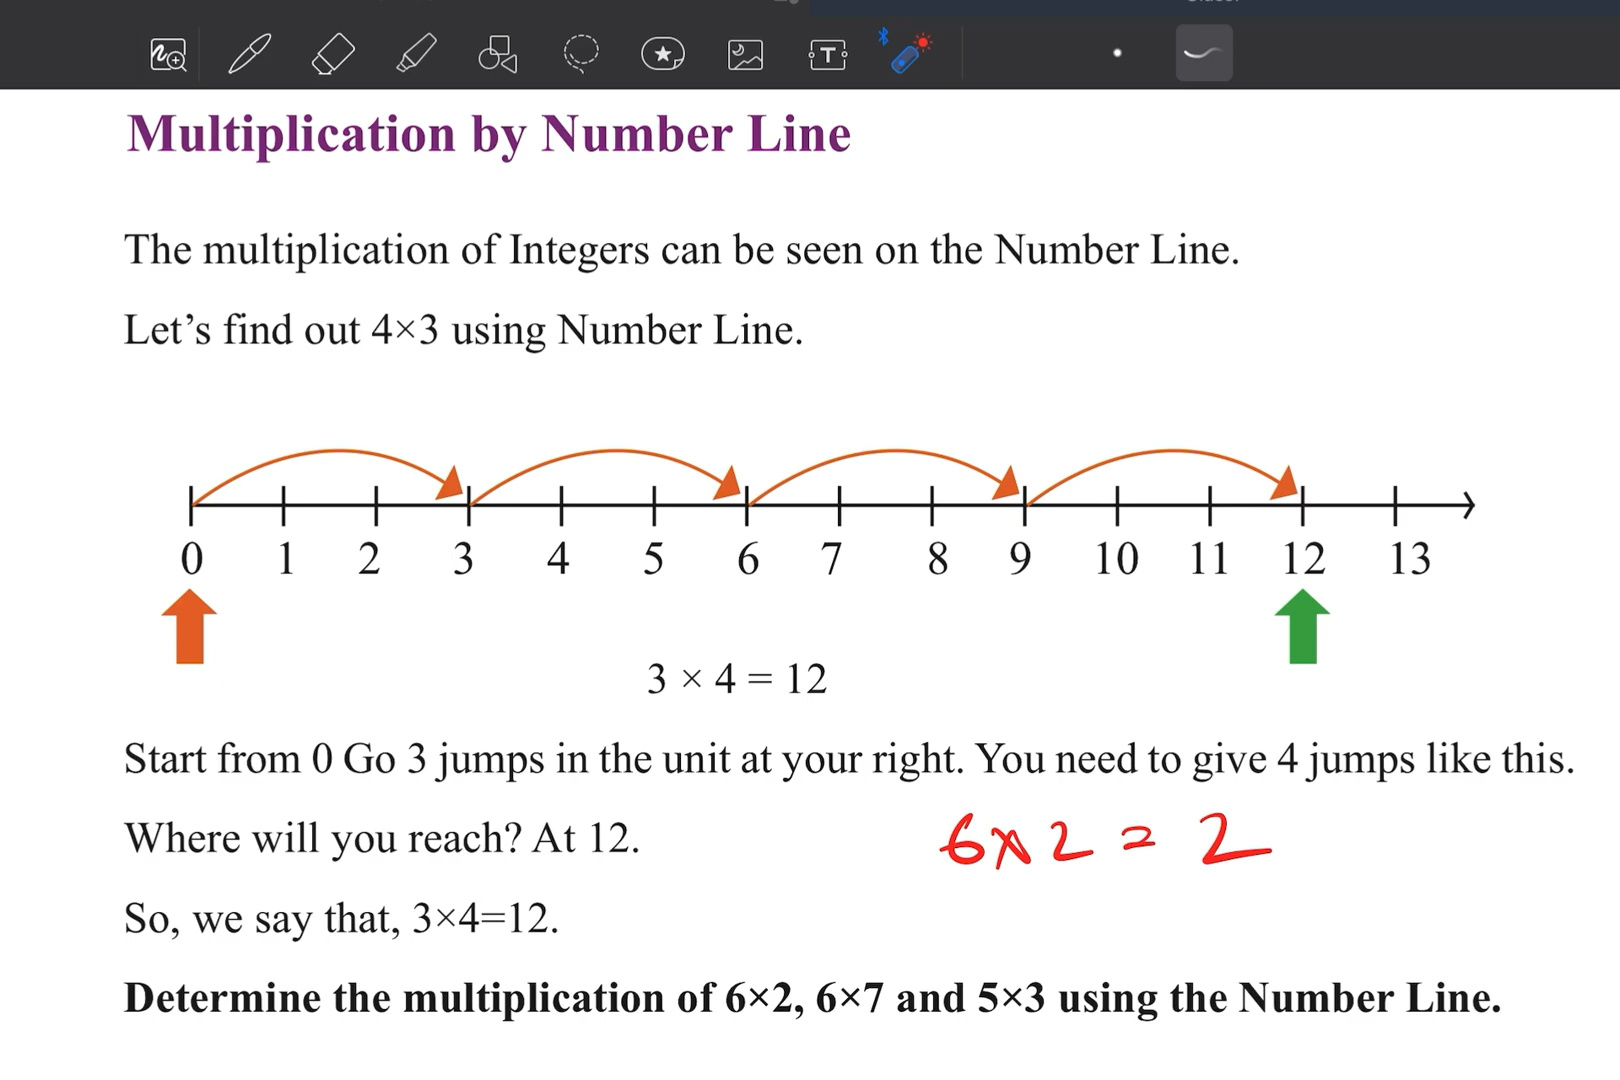 Multiplication by Number Line
The multiplication of Integers can be seen on the Number Line.
Let’s find out 4×3 using Number Line.
0 1 2 3 4 5 6 7 8 9 10 11 12 13
3 × 4 = 12
Start from 0 Go 3 jumps in the unit at your right. You need to give 4 jumps like this.
Where will you reach? At 12.
6×2 = 2
So, we say that, 3×4=12.
Determine the multiplication of 6×2, 6×7 and 5×3 using the Number Line.